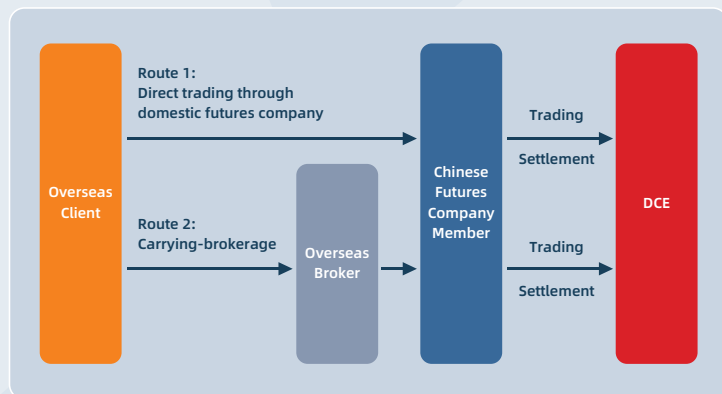 Route 1:
Direct trading through
domestic futures company
Overseas
Client
Route 2:
Carrying-brokerage
Overseas
Broker
Chinese
Futures
Company
Member
Trading
Settlement
Trading
Settlement
DCE